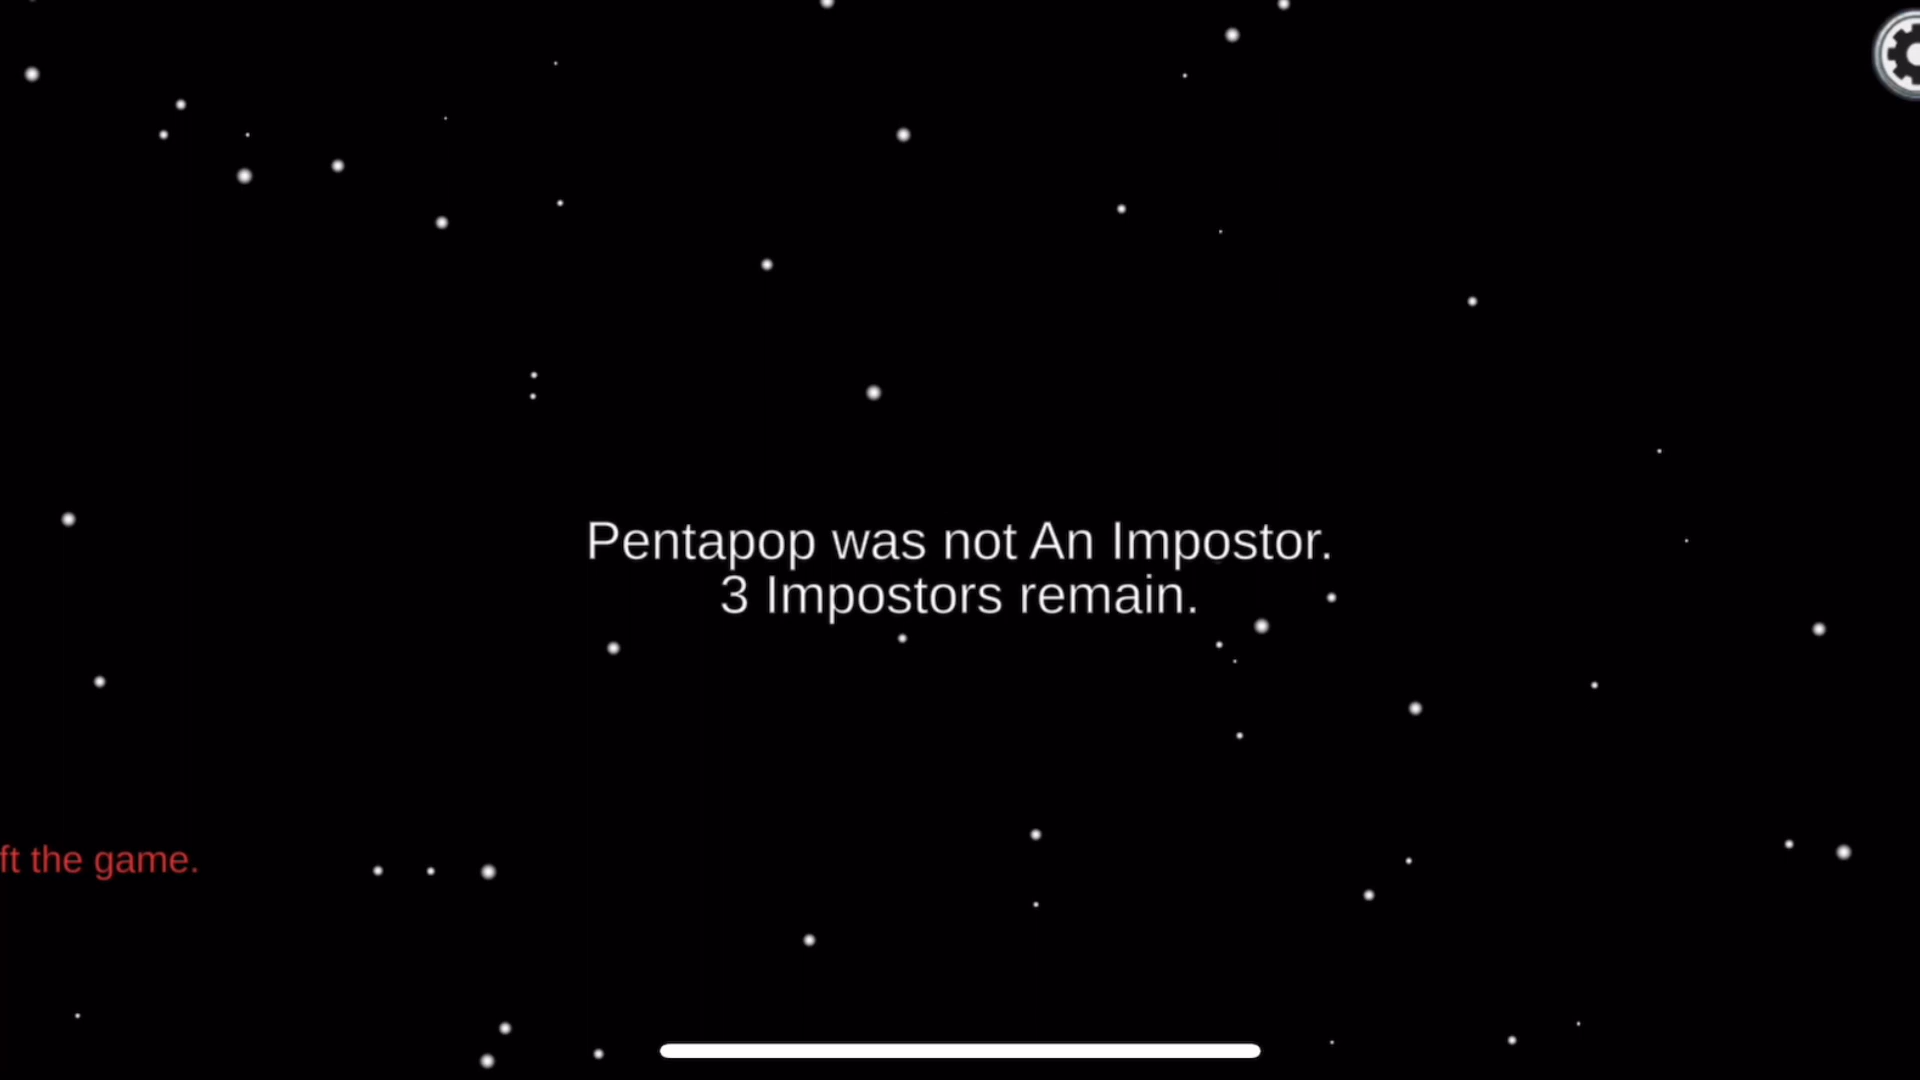 Pentapop was not An Impostor.
3 Impostors remain.
ft the game.